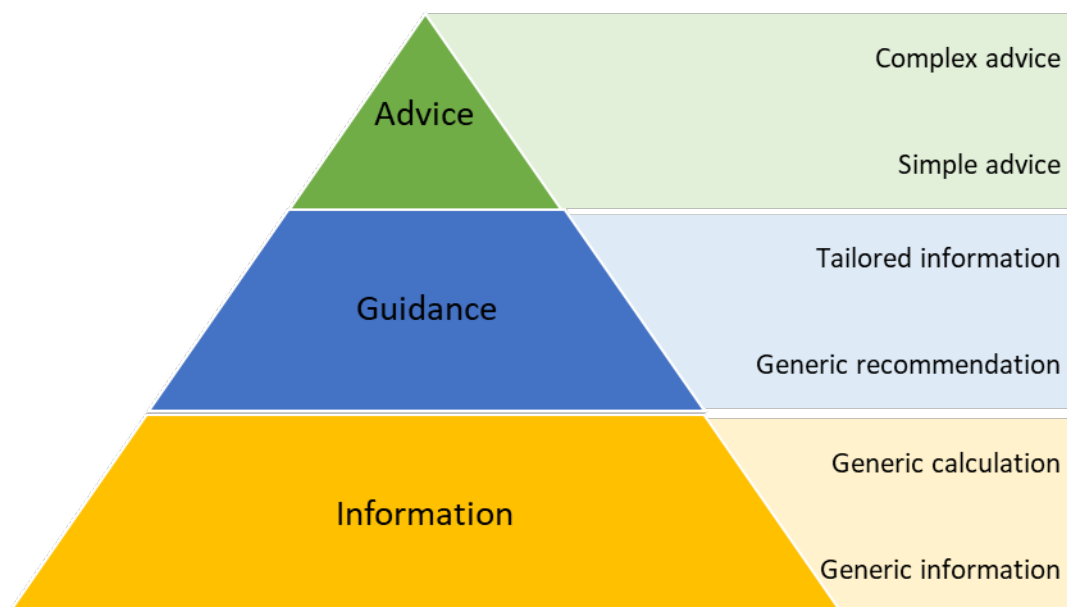 Complex advice
Advice
Simple advice
Tailored information
Guidance
Generic recommendation
Generic calculation
Information
Generic information